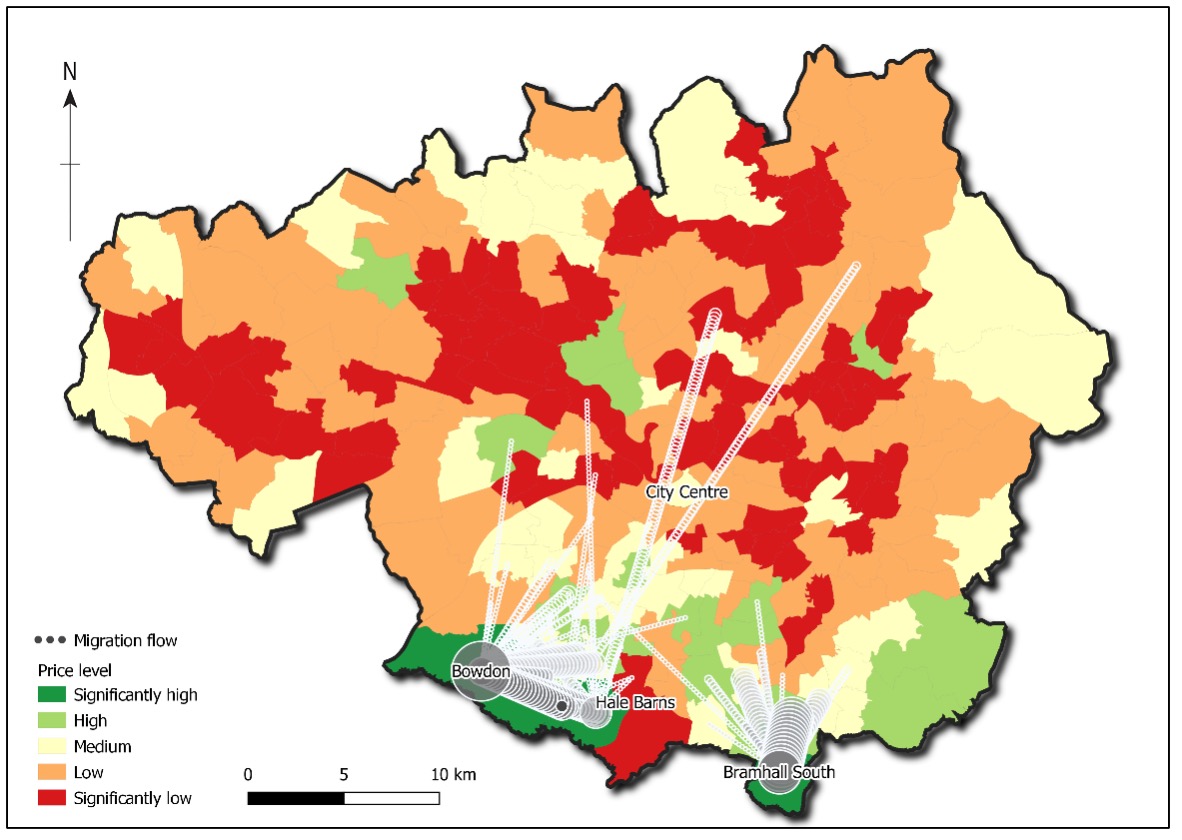 N
City Centre
Bowdon
Hale Barns
Bramhall South
Migration flow
Price level
Significantly high
High
Medium
Low
Significantly low
0 5 10 km